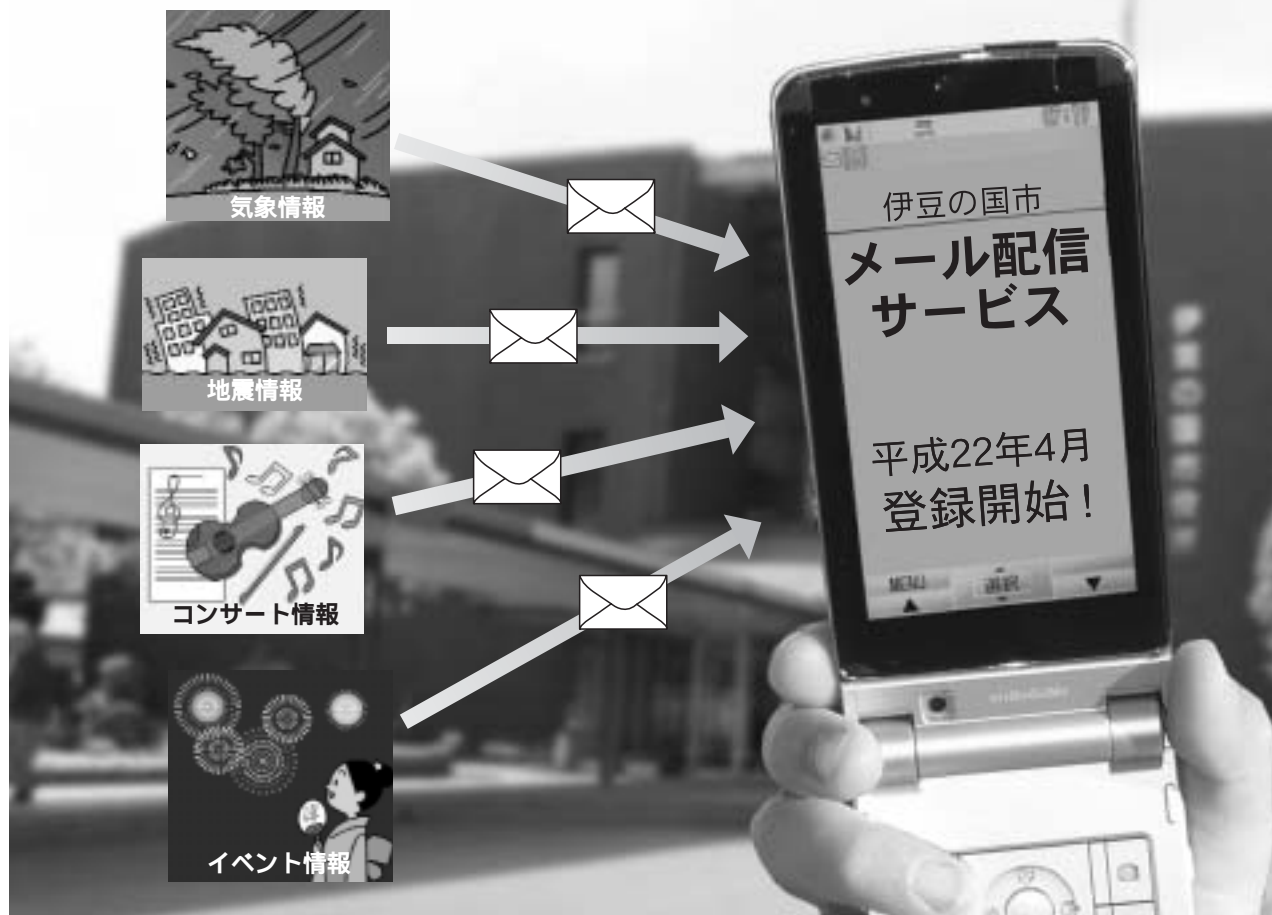 気象情報
地震情報
コンサート情報
イベント情報
伊豆の国市
メール配信
サービス
平成22年4月
登録開始！
MENU
選択